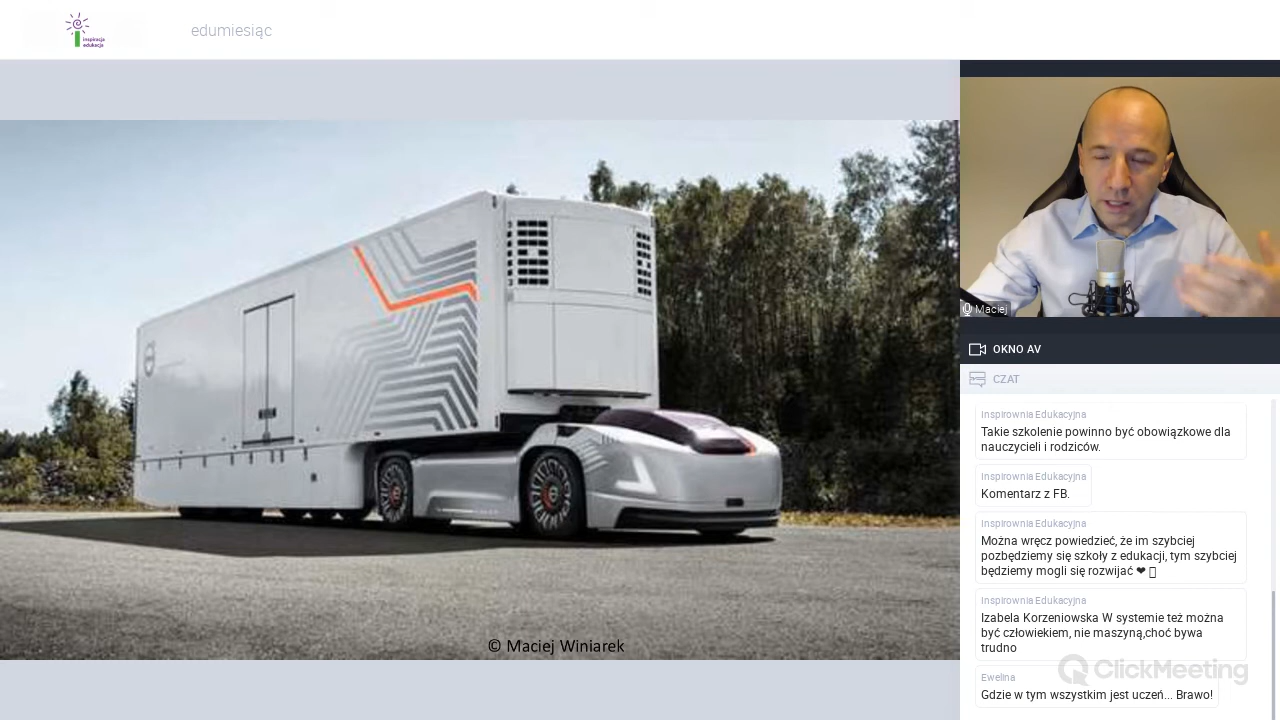 inspiracja
edukacja
edumiesiąc
Maciej
OKNO AV
CZAT
Inspirownia Edukacyjna
Takie szkolenie powinno być obowiązkowe dla
nauczycieli i rodziców.
Inspirownia Edukacyjna
Komentarz z FB.
Inspirownia Edukacyjna
Można wręcz powiedzieć, że im szybciej
pozbędziemy się szkoły z edukacji, tym szybciej
będziemy mogli się rozwijać ❤
Inspirownia Edukacyjna
Izabela Korzeniowska W systemie też można
być człowiekiem, nie maszyną,choć bywa
trudno
Ewelina
Gdzie w tym wszystkim jest uczeń... Brawo!
ClickMeeting
© Maciej Winiarek